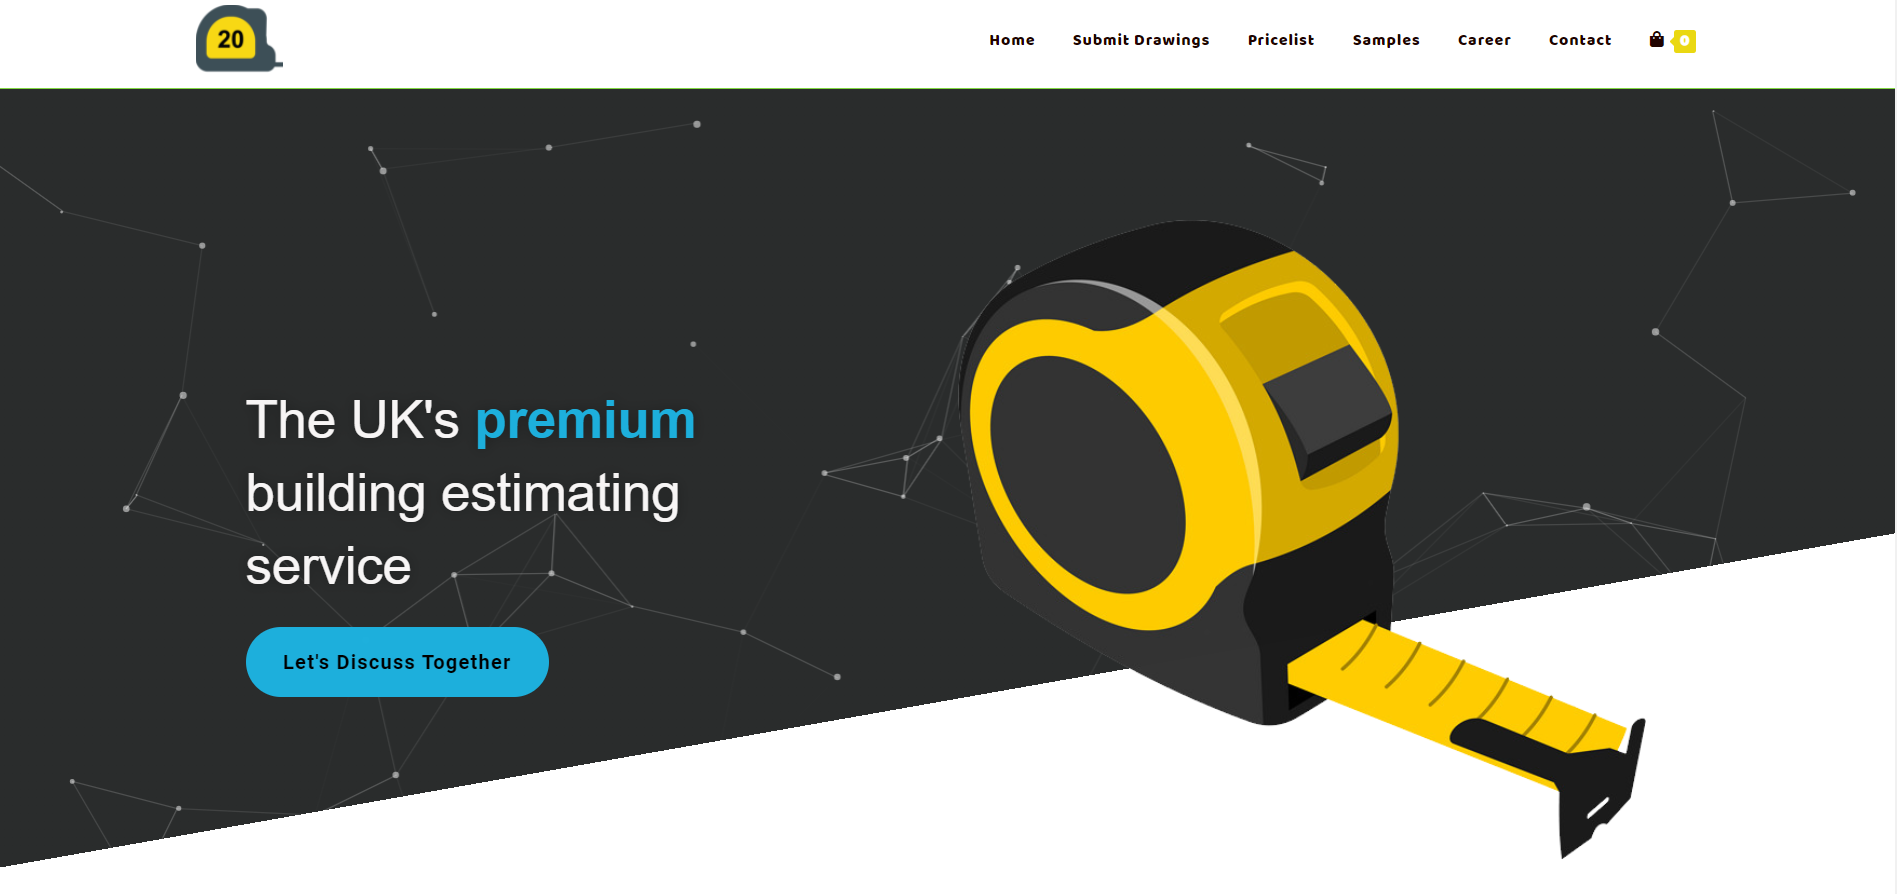 20
Home
Submit Drawings
Pricelist
Samples
Career
Contact
0
The UK's premium
building estimating
service
Let's Discuss Together